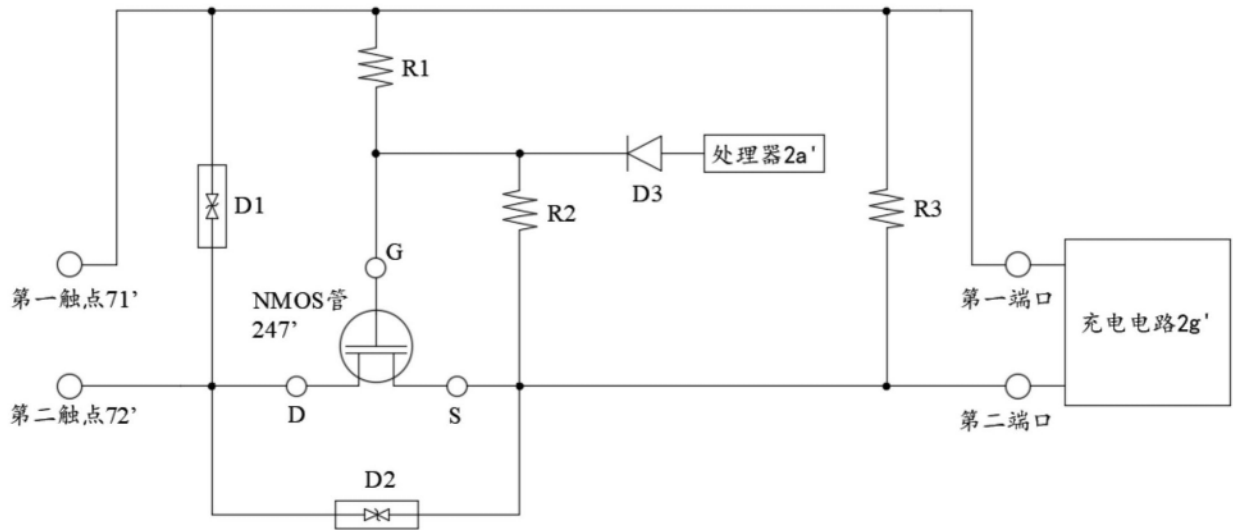 R1
处理器2a'
D3
D1
R2
R3
G
第一触点71’
NMOS管
247’
第一端口
充电电路2g'
第二触点72’
D
S
第二端口
D2